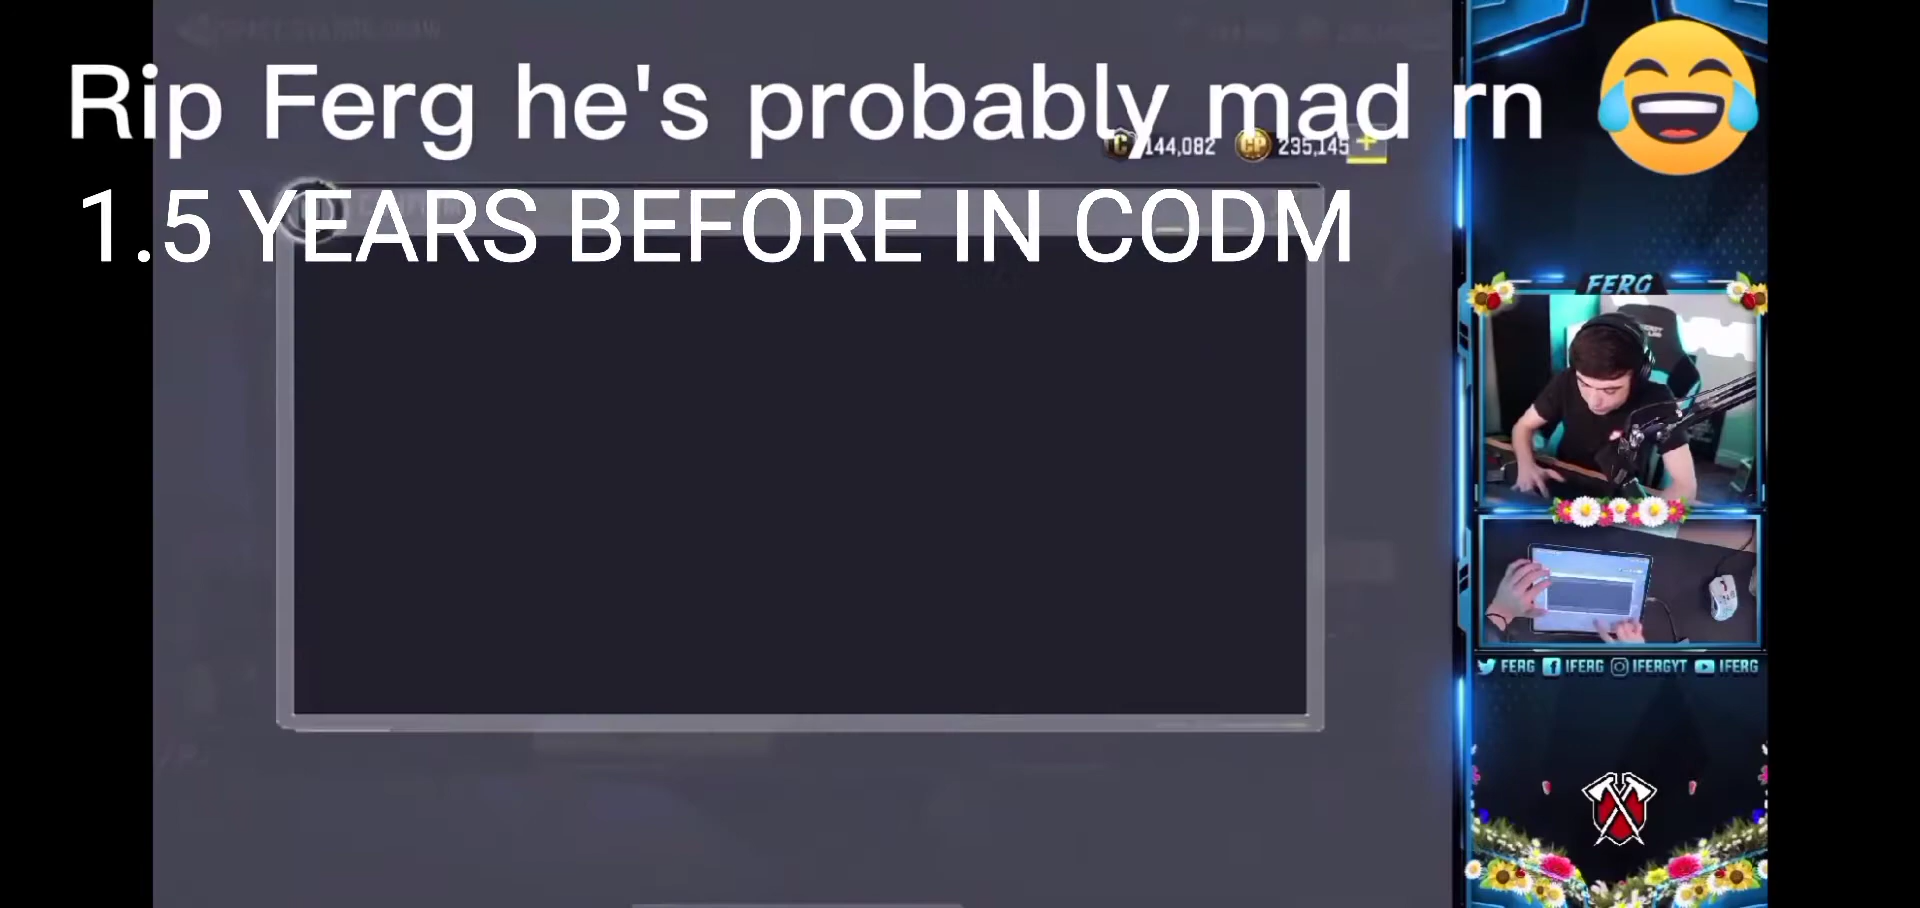 Rip Ferg he's probably mad rn 😂
144,082 CP 235,145 +
1.5 YEARS BEFORE IN CODM
FERG
FERG IFERG IFERGYT IFERG